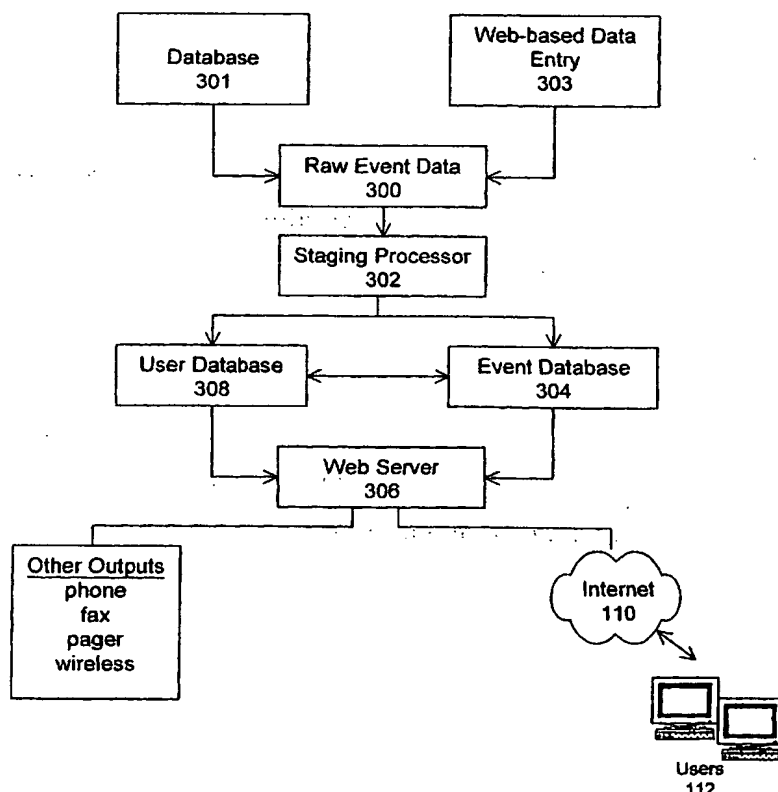 Database
301
Web-based Data
Entry
303
Raw Event Data
300
Staging Processor
302
User Database
308
Event Database
304
Web Server
306
Other Outputs
phone
fax
pager
wireless
Internet
110
Users
112